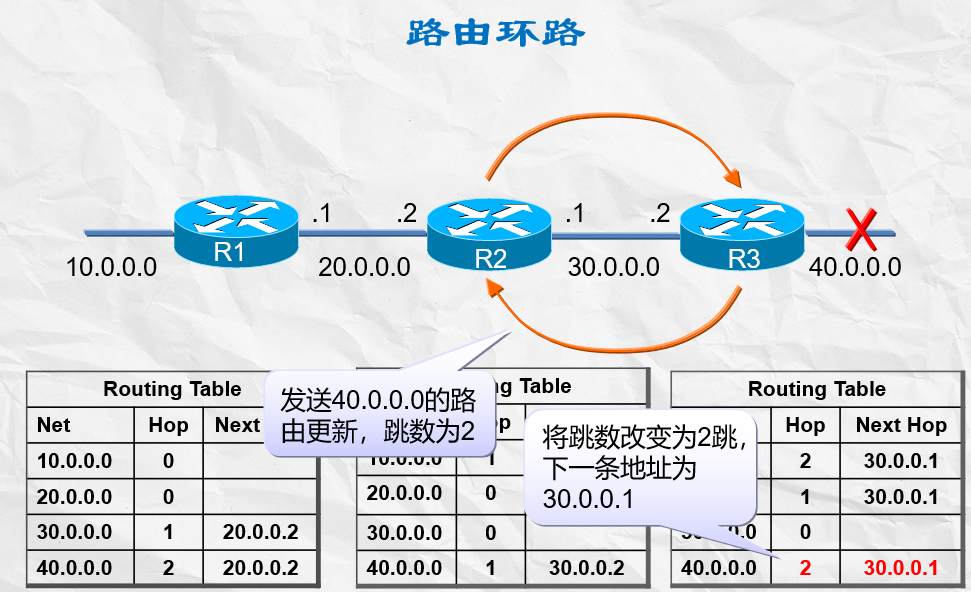 路由环路
.1 .2 .1 .2
R1 R2 R3
10.0.0.0 20.0.0.0 30.0.0.0 40.0.0.0
发送40.0.0.0的路
由更新，跳数为2
将跳数改变为2跳，
下一条地址为
30.0.0.1
Routing Table
Net Hop Next
10.0.0.0 0
20.0.0.0 0
30.0.0.0 1 20.0.0.2
40.0.0.0 2 20.0.0.2
Table
10.0.0.0 1
20.0.0.0 0
30.0.0.0 0
40.0.0.0 1 30.0.0.2
Routing Table
Hop Next Hop
2 30.0.0.1
1 30.0.0.1
0
40.0.0.0 2 30.0.0.1